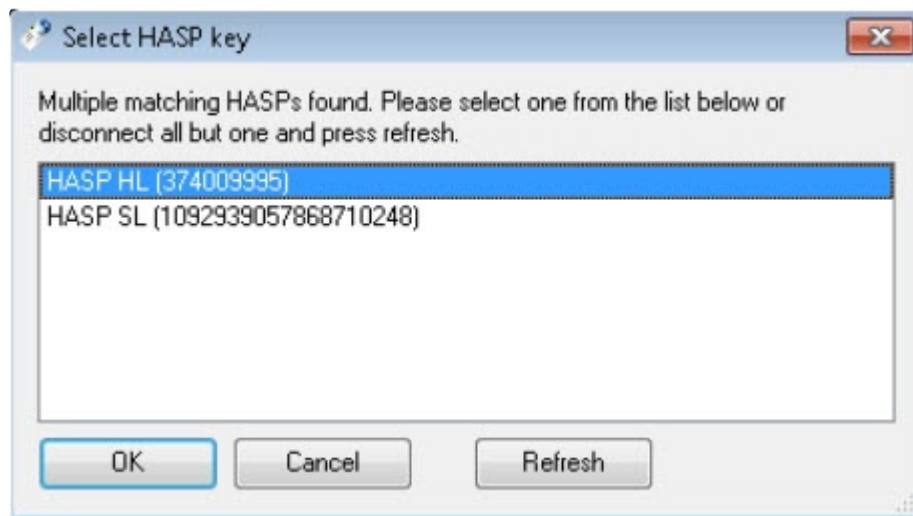 Select HASP key
Multiple matching HASPs found. Please select one from the list below or
disconnect all but one and press refresh.
HASP HL (374009995)
HASP SL (1092939057868710248)
OK
Cancel
Refresh